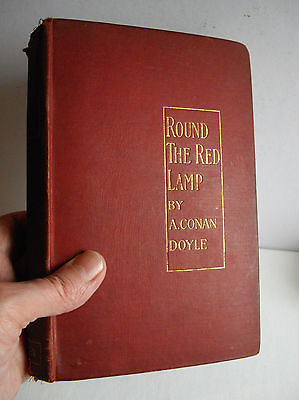 ROUND
THE RED
LAMP
BY
A. CONAN
DOYLE